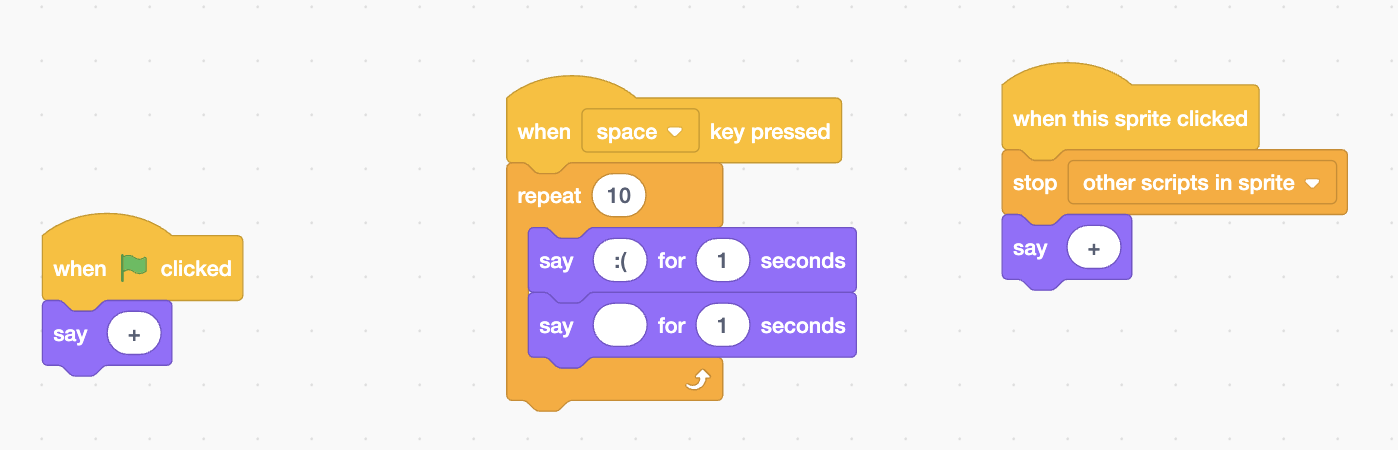 when clicked
say +
when space key pressed
repeat 10
say :( for 1 seconds
say for 1 seconds
when this sprite clicked
stop other scripts in sprite
say +